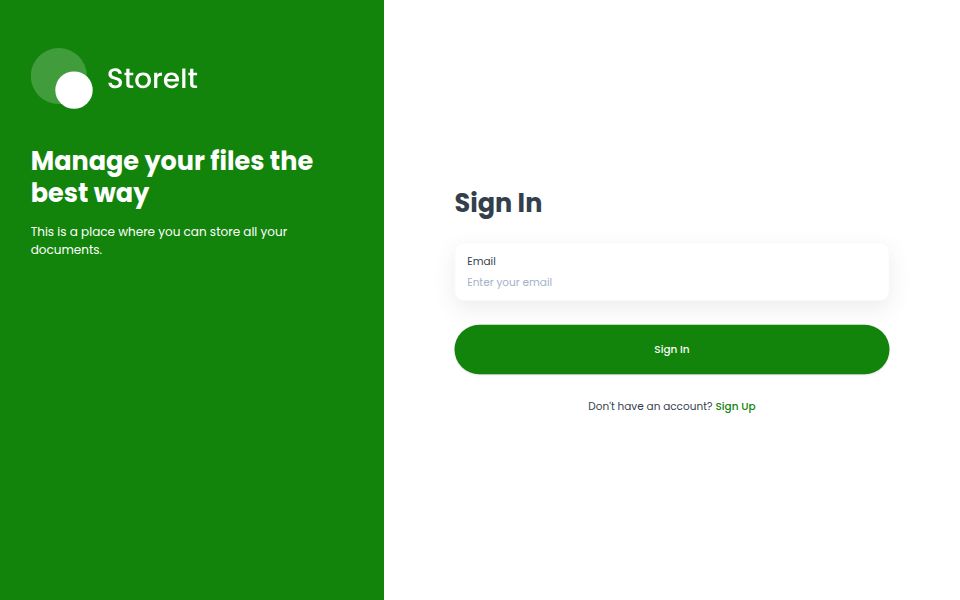 StoreIt
Manage your files the
best way
This is a place where you can store all your
documents.
Sign In
Email
Enter your email
Sign In
Don't have an account? Sign Up